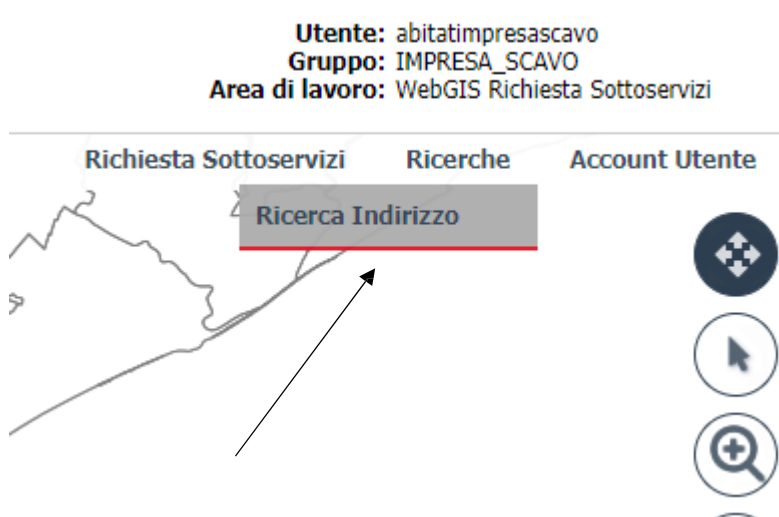 Utente: abitatimpresascavo
Gruppo: IMPRESA_SCAVO
Area di lavoro: WebGIS Richiesta Sottoservizi
Richiesta Sottoservizi Ricerche Account Utente
Ricerca Indirizzo